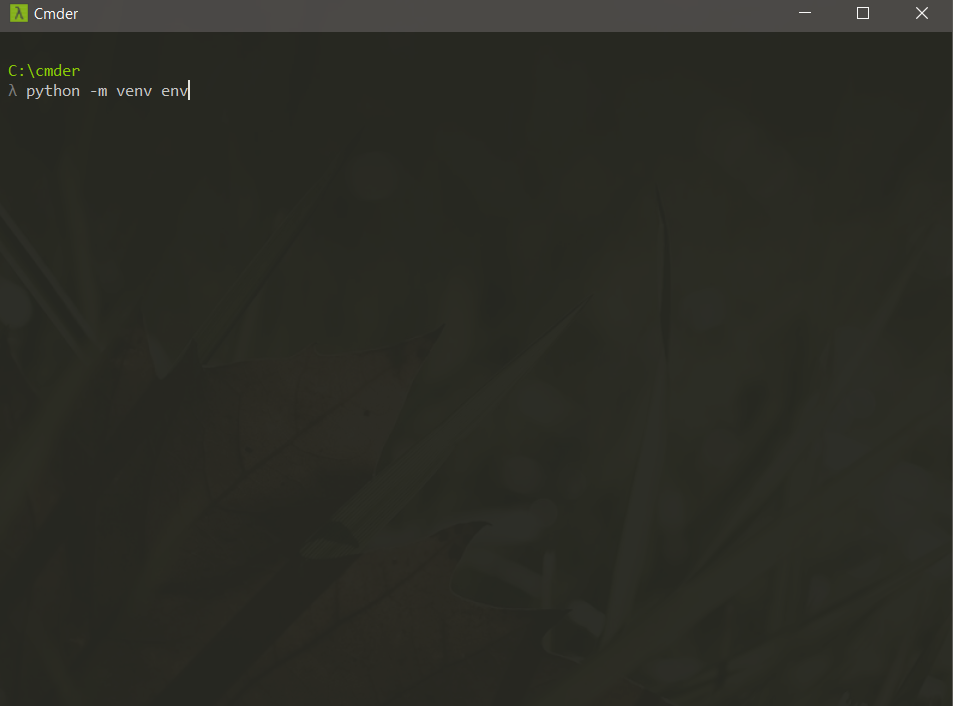 λ Cmder
C:\cmder
λ python -m venv env